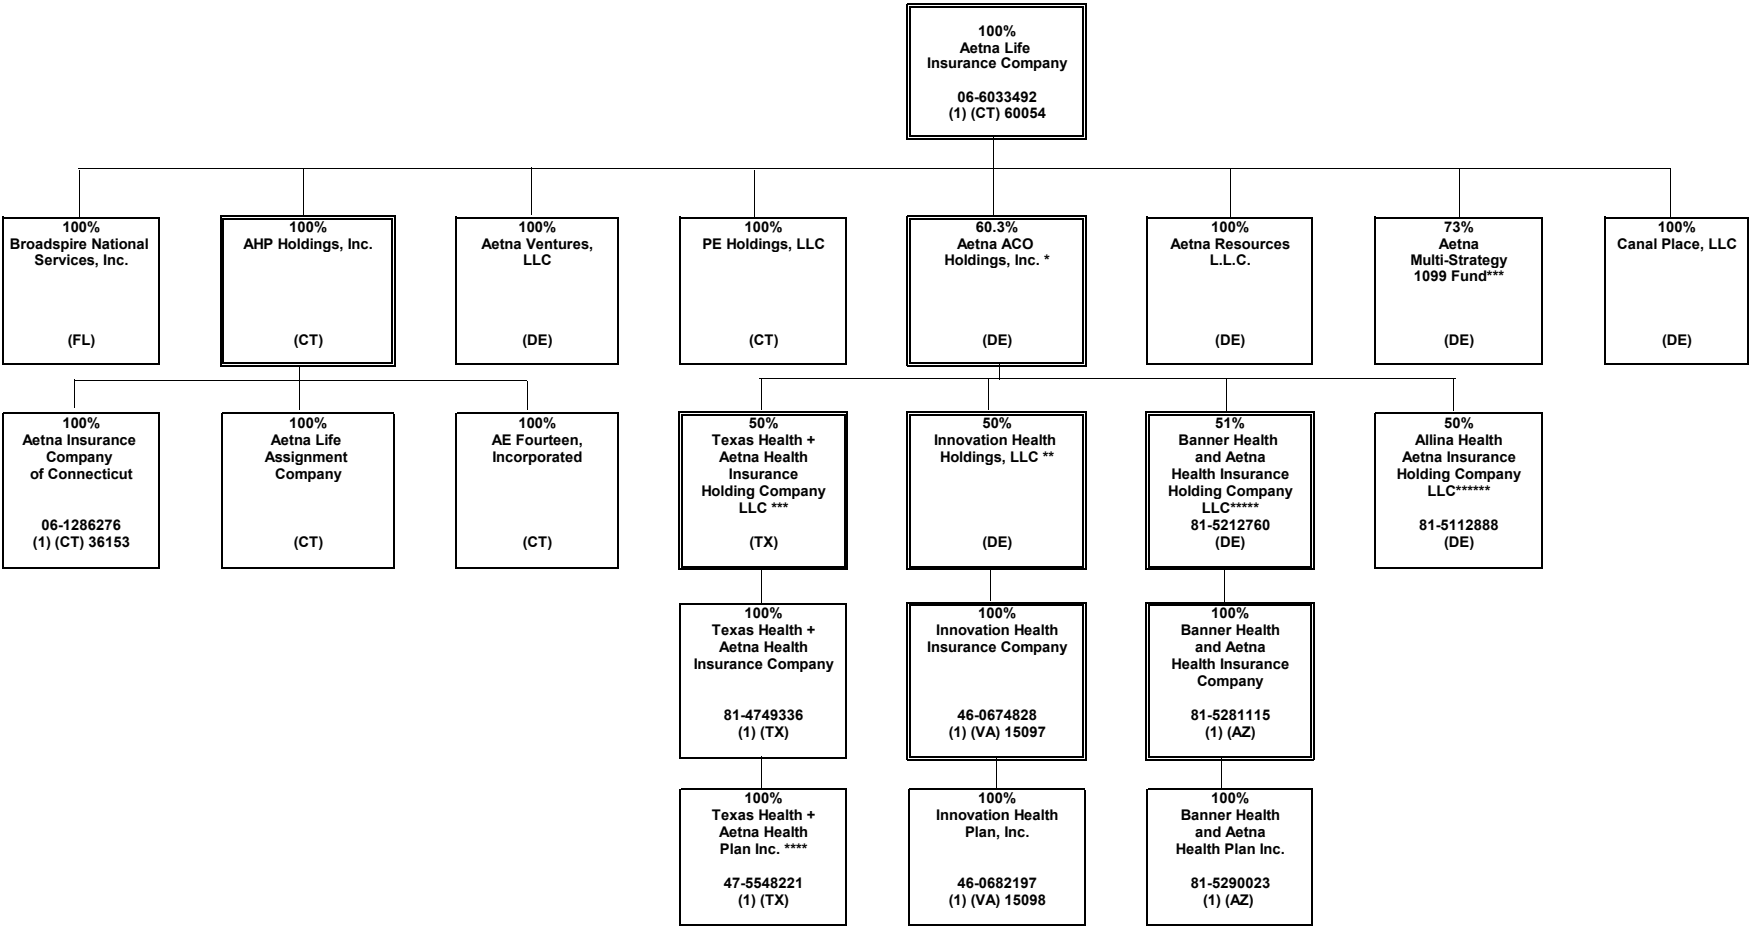 100%
Aetna Life
Insurance Company
06-6033492
(1) (CT) 60054
100%
Broadspire National
Services, Inc.
(FL)
100%
AHP Holdings, Inc.
(CT)
100%
Aetna Ventures,
LLC
(DE)
100%
PE Holdings, LLC
(CT)
60.3%
Aetna ACO
Holdings, Inc. *
(DE)
100%
Aetna Resources
L.L.C.
(DE)
73%
Aetna
Multi-Strategy
1099 Fund***
(DE)
100%
Canal Place, LLC
(DE)
100%
Aetna Insurance
Company
of Connecticut
06-1286276
(1) (CT) 36153
100%
Aetna Life
Assignment
Company
(CT)
100%
AE Fourteen,
Incorporated
(CT)
50%
Texas Health +
Aetna Health
Insurance
Holding Company
LLC ***
(TX)
50%
Innovation Health
Holdings, LLC **
(DE)
51%
Banner Health
and Aetna
Health Insurance
Holding Company
LLC*****
81-5212760
(DE)
50%
Allina Health
Aetna Insurance
Holding Company
LLC******
81-5112888
(DE)
100%
Texas Health +
Aetna Health
Insurance Company
81-4749336
(1) (TX)
100%
Innovation Health
Insurance Company
46-0674828
(1) (VA) 15097
100%
Banner Health
and Aetna
Health Insurance
Company
81-5281115
(1) (AZ)
100%
Texas Health +
Aetna Health
Plan Inc. ****
47-5548221
(1) (TX)
100%
Innovation Health
Plan, Inc.
46-0682197
(1) (VA) 15098
100%
Banner Health
and Aetna
Health Plan Inc.
81-5290023
(1) (AZ)